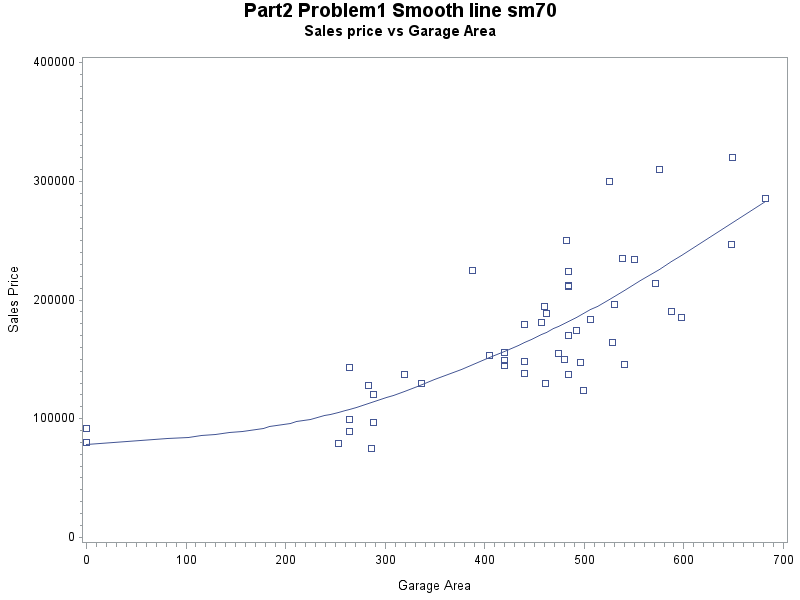 Part2 Problem1 Smooth line sm70
Sales price vs Garage Area
400000
300000
200000
100000
0
Sales Price
0 100 200 300 400 500 600 700
Garage Area